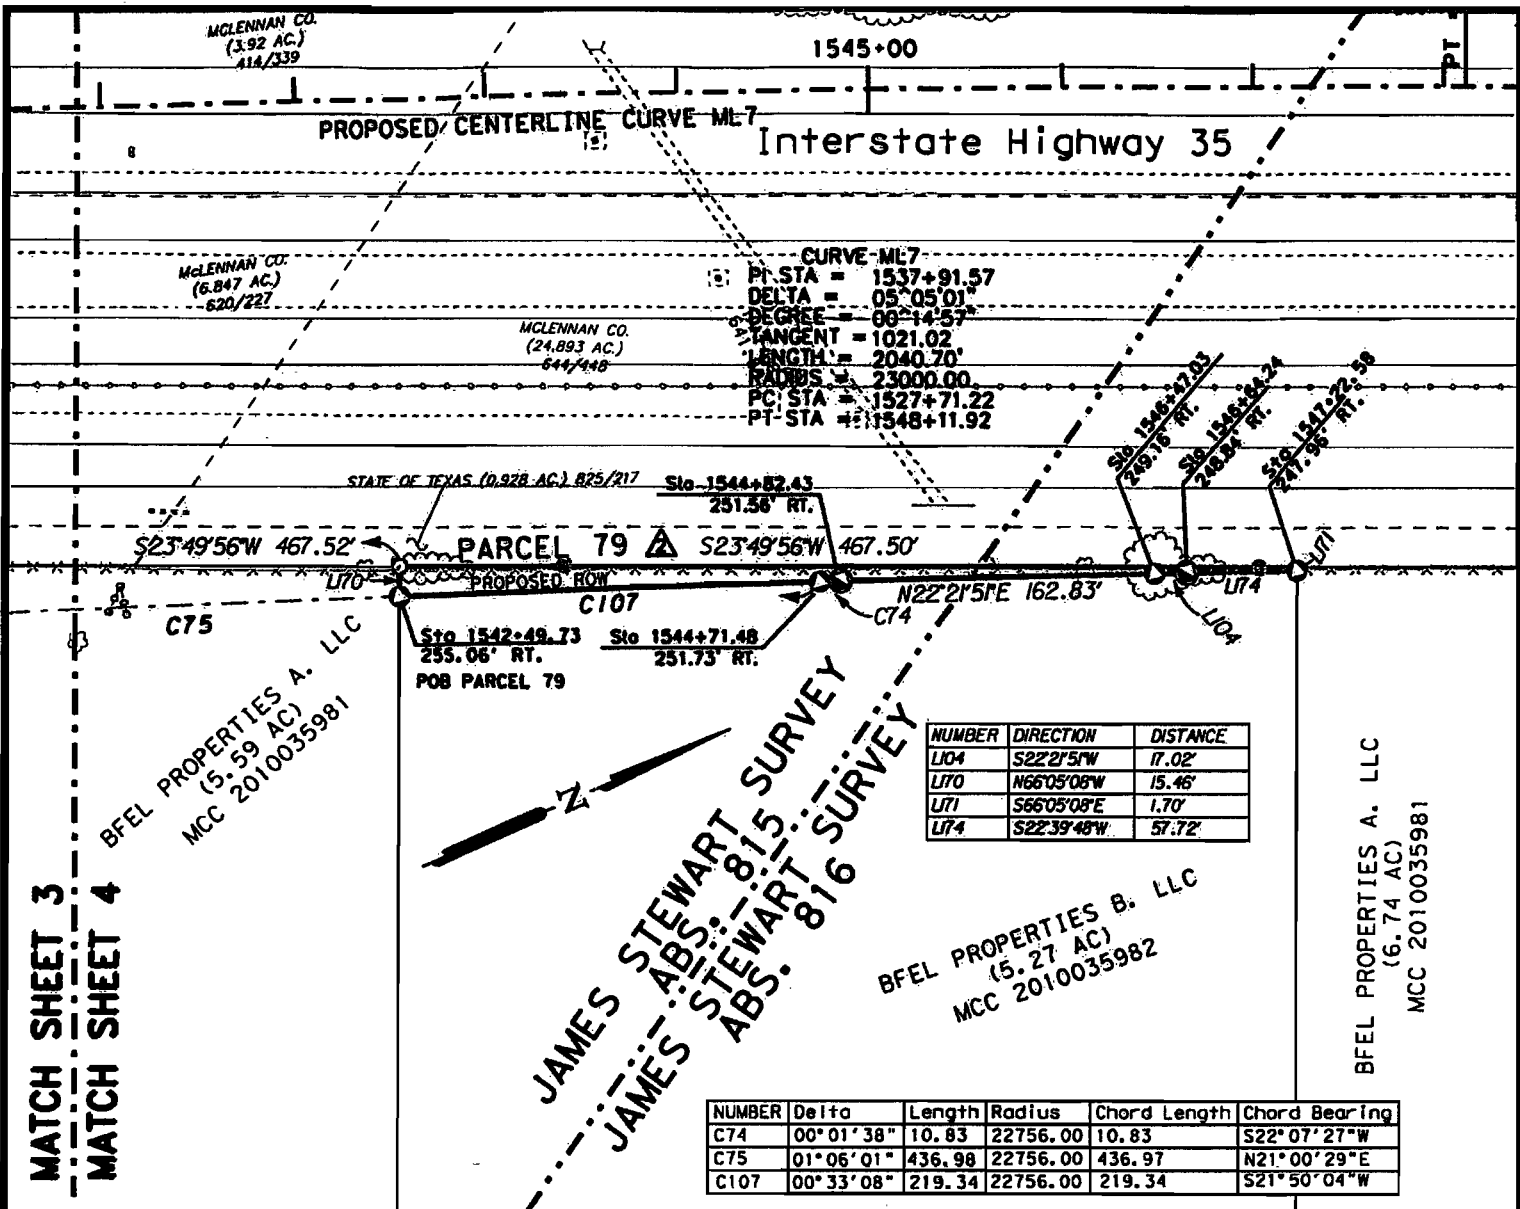 MCLENNAN CO.
(3.92 AC.)
414/339
1545+00
PT
PROPOSED CENTERLINE CURVE ML7
Interstate Highway 35
McLENNAN CO.
(6.847 AC.)
620/227
MCLENNAN CO.
(24.893 AC.)
644/448
CURVE ML7
PI STA = 1537+91.57
DELTA = 05°05'01"
DEGREE = 00°14'57"
TANGENT = 1021.02
LENGTH = 2040.70'
RADIUS = 23000.00
PC STA = 1527+71.22
PT STA = 1548+11.92
Sta 1546+47.03
249.16' RT.
Sta 1546+64.24
248.84' RT.
Sta 1547+22.58
247.96' RT.
STATE OF TEXAS (0.928 AC.) 825/217
Sta 1544+82.43
251.56' RT.
S23°49'56"W 467.52'
PARCEL 79 2 S23°49'56"W 467.50'
L170
PROPOSED ROW
C107
C75
N22°21'51"E 162.83'
C74
L104
L174
L171
Sta 1542+49.73
255.06' RT.
POB PARCEL 79
Sta 1544+71.48
251.73' RT.
BFEL PROPERTIES A. LLC
(5.59 AC)
MCC 2010035981
N
JAMES STEWART SURVEY
ABS. 815
JAMES STEWART SURVEY
ABS. 816
NUMBER DIRECTION DISTANCE
L104 S22°21'51"W 17.02'
L170 N66°05'08"W 15.46'
L171 S66°05'08"E 1.70'
L174 S22°39'48"W 57.72'
BFEL PROPERTIES B. LLC
(5.27 AC)
MCC 2010035982
BFEL PROPERTIES A. LLC
(6.74 AC)
MCC 2010035981
MATCH SHEET 3
MATCH SHEET 4
NUMBER Delta Length Radius Chord Length Chord Bearing
C74 00°01'38" 10.83 22756.00 10.83 S22°07'27"W
C75 01°06'01" 436.98 22756.00 436.97 N21°00'29"E
C107 00°33'08" 219.34 22756.00 219.34 S21°50'04"W